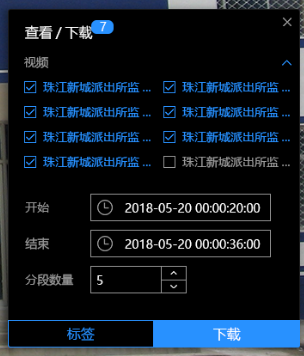 查看 / 下载 7
视频
珠江新城派出所监 ... 珠江新城派出所监 ...
珠江新城派出所监 ... 珠江新城派出所监 ...
珠江新城派出所监 ... 珠江新城派出所监 ...
珠江新城派出所监 ... 珠江新城派出所监 ...
开始 2018-05-20 00:00:20:00
结束 2018-05-20 00:00:36:00
分段数量 5
标签 下载